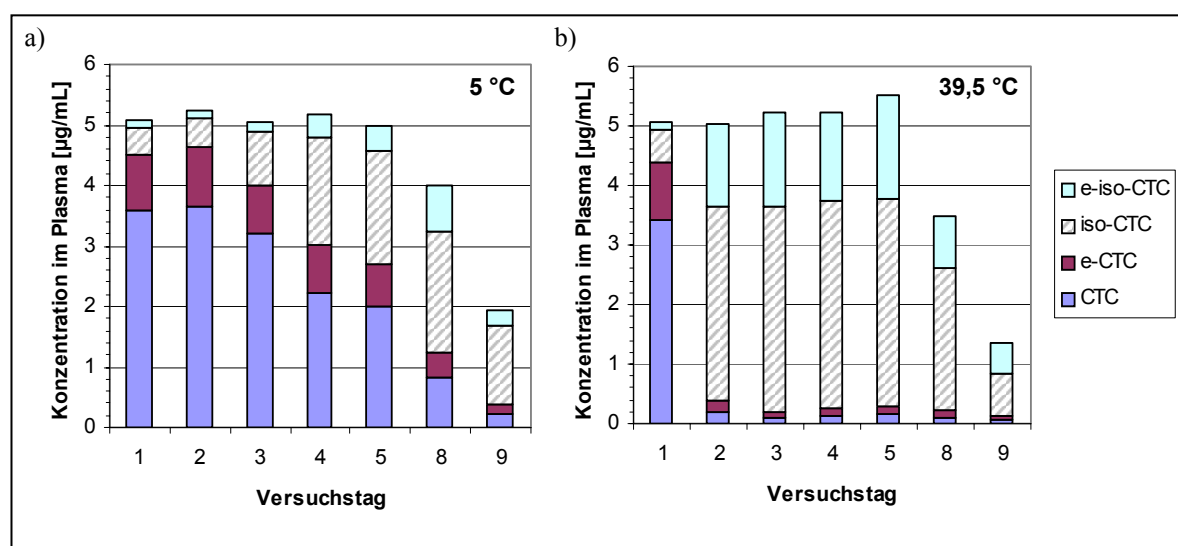 a)
Konzentration im Plasma [µg/mL]
6
5
4
3
2
1
0
5 °C
1 2 3 4 5 8 9
Versuchstag
b)
Konzentration im Plasma [µg/mL]
6
5
4
3
2
1
0
39,5 °C
1 2 3 4 5 8 9
Versuchstag
e-iso-CTC
iso-CTC
e-CTC
CTC